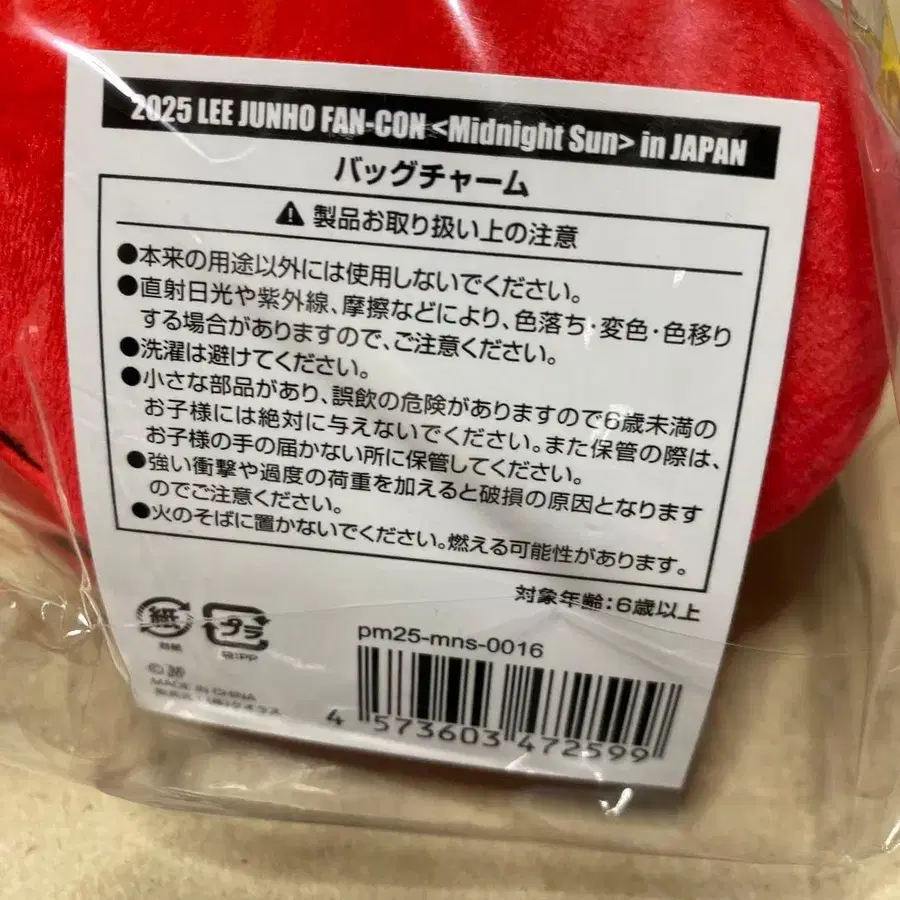 2025 LEE JUNHO FAN-CON <Midnight Sun> in JAPAN
バッグチャーム
製品お取り扱い上の注意
●本来の用途以外には使用しないでください。
●直射日光や紫外線、摩擦などにより、色落ち・変色・色移り
する場合がありますので、ご注意ください。
●洗濯は避けてください。
●小さな部品があり、誤飲の危険がありますので6歳未満の
お子様には絶対に与えないでください。また保管の際は、
お子様の手の届かない所に保管してください。
●強い衝撃や過度の荷重を加えると破損の原因となります
のでご注意ください。
●火のそばに置かないでください。燃える可能性があります。
対象年齢:6歳以上
紙
プラ
袋:PP
pm25-mns-0016
MADE IN CHINA
4 573603 472599